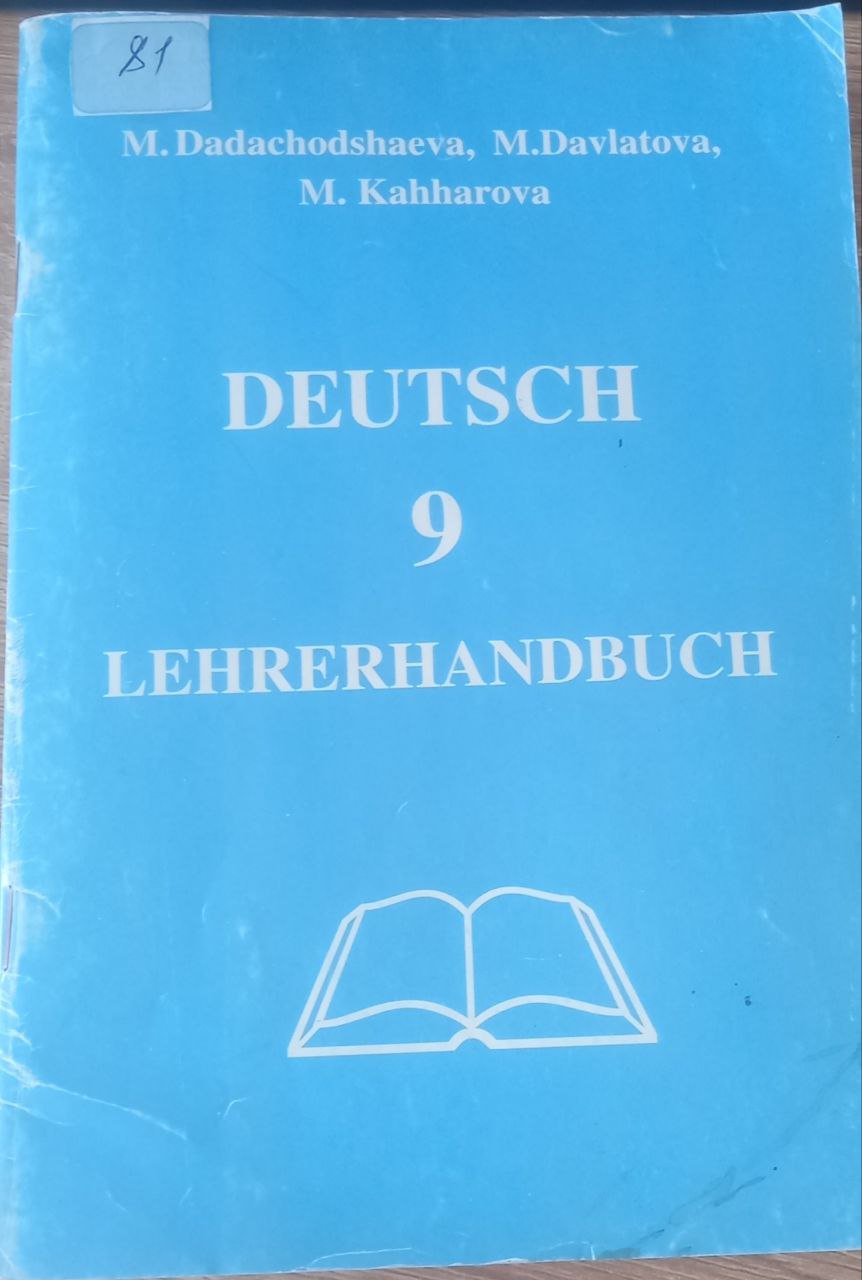 81
M. Dadachodshaeva, M.Davlatova,
M. Kahharova
DEUTSCH
9
LEHRERHANDBUCH